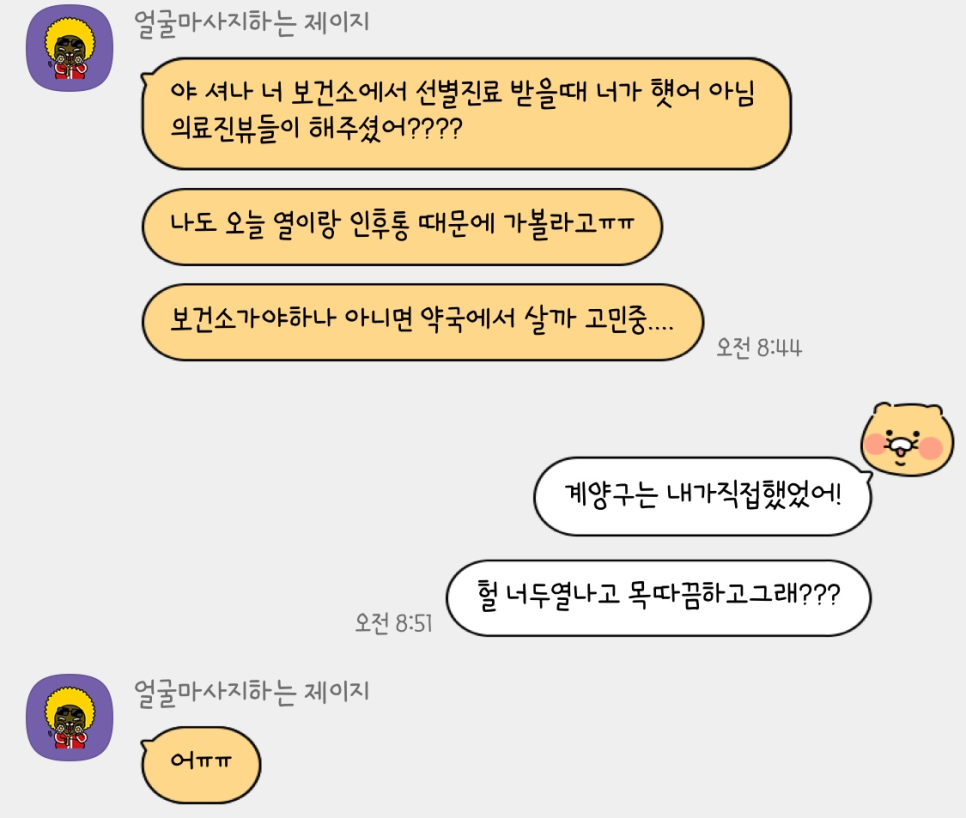 얼굴마사지하는 제이지
야 셔나 너 보건소에서 선별진료 받을때 너가 햇어 아님
의료진뷰들이 해주셨어????
나도 오늘 열이랑 인후통 때문에 가볼라고ㅠㅠ
보건소가야하나 아니면 약국에서 살까 고민중....
오전 8:44
계양구는 내가직접했었어!
헐 너두열나고 목따끔하고그래???
오전 8:51
얼굴마사지하는 제이지
어ㅠㅠ